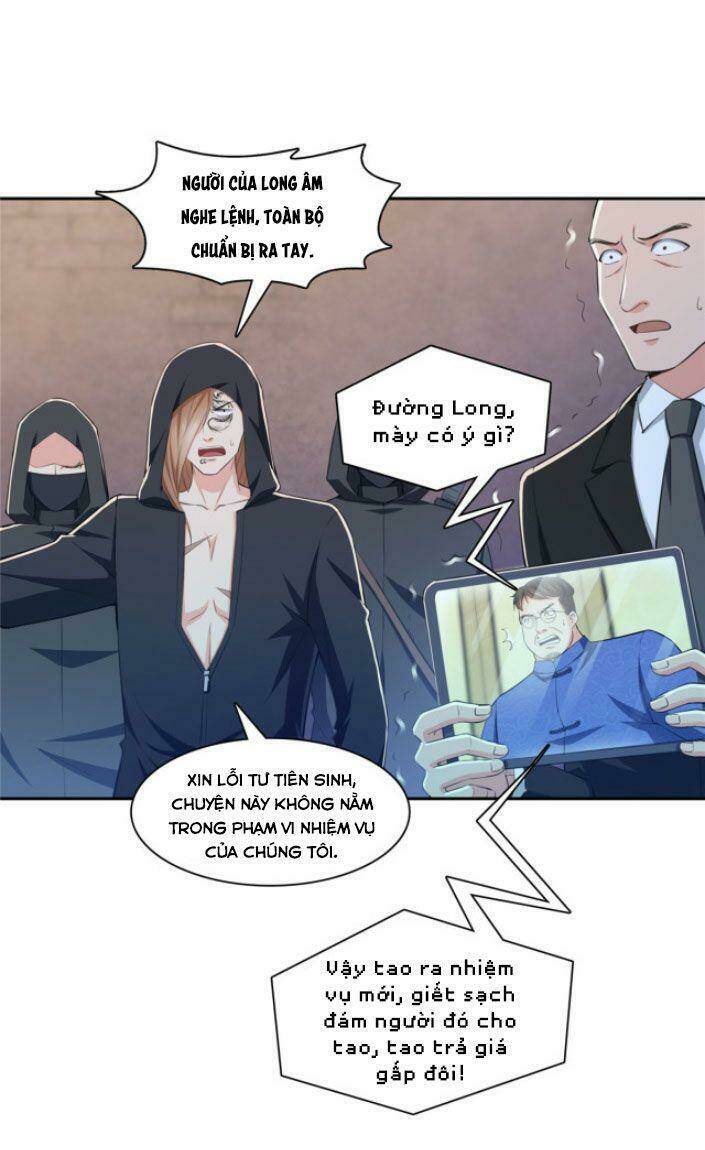 NGƯỜI CỦA LONG ÂM
NGHE LỆNH, TOÀN BỘ
CHUẨN BỊ RA TAY.
Đường Long,
mày có ý gì?
XIN LỖI TƯ TIÊN SINH,
CHUYỆN NÀY KHÔNG NẰM
TRONG PHẠM VI NHIỆM VỤ
CỦA CHÚNG TÔI.
Vậy tao ra nhiệm
vụ mới, giết sạch
đám người đó cho
tao, tao trả giá
gấp đôi!